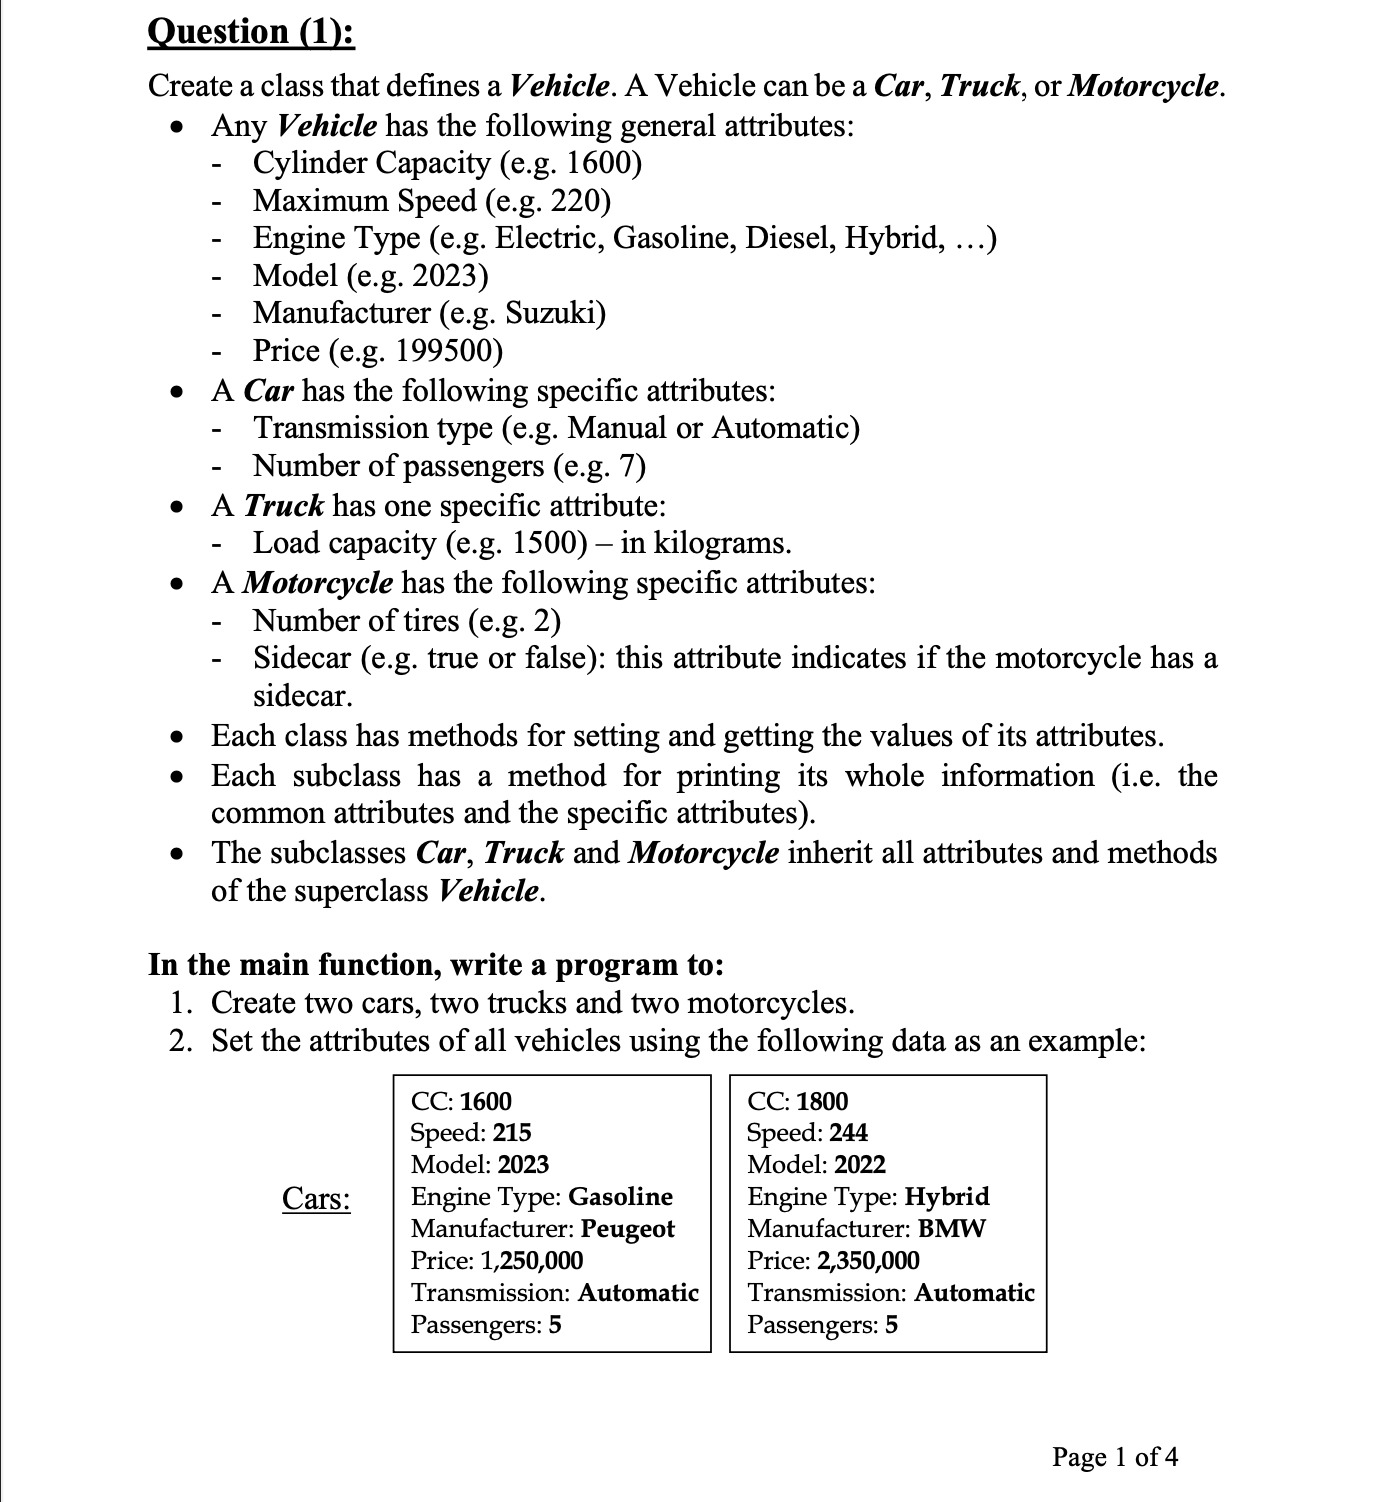 Question (1):
Create a class that defines a Vehicle. A Vehicle can be a Car, Truck, or Motorcycle.
• Any Vehicle has the following general attributes:
- Cylinder Capacity (e.g. 1600)
- Maximum Speed (e.g. 220)
- Engine Type (e.g. Electric, Gasoline, Diesel, Hybrid, …)
- Model (e.g. 2023)
- Manufacturer (e.g. Suzuki)
- Price (e.g. 199500)
• A Car has the following specific attributes:
- Transmission type (e.g. Manual or Automatic)
- Number of passengers (e.g. 7)
• A Truck has one specific attribute:
- Load capacity (e.g. 1500) – in kilograms.
• A Motorcycle has the following specific attributes:
- Number of tires (e.g. 2)
- Sidecar (e.g. true or false): this attribute indicates if the motorcycle has a
sidecar.
• Each class has methods for setting and getting the values of its attributes.
• Each subclass has a method for printing its whole information (i.e. the
common attributes and the specific attributes).
• The subclasses Car, Truck and Motorcycle inherit all attributes and methods
of the superclass Vehicle.
In the main function, write a program to:
1. Create two cars, two trucks and two motorcycles.
2. Set the attributes of all vehicles using the following data as an example:
Cars:
CC: 1600
Speed: 215
Model: 2023
Engine Type: Gasoline
Manufacturer: Peugeot
Price: 1,250,000
Transmission: Automatic
Passengers: 5
CC: 1800
Speed: 244
Model: 2022
Engine Type: Hybrid
Manufacturer: BMW
Price: 2,350,000
Transmission: Automatic
Passengers: 5
Page 1 of 4